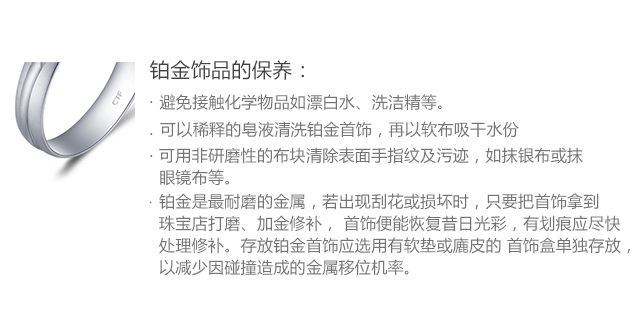 铂金饰品的保养：
· 避免接触化学物品如漂白水、洗洁精等。
. 可以稀释的皂液清洗铂金首饰，再以软布吸干水份
· 可用非研磨性的布块清除表面手指纹及污迹，如抹银布或抹
眼镜布等。
· 铂金是最耐磨的金属，若出现刮花或损坏时，只要把首饰拿到
珠宝店打磨、加金修补， 首饰便能恢复昔日光彩，有划痕应尽快
处理修补。存放铂金首饰应选用有软垫或麃皮的 首饰盒单独存放，
以减少因碰撞造成的金属移位机率。
CTF